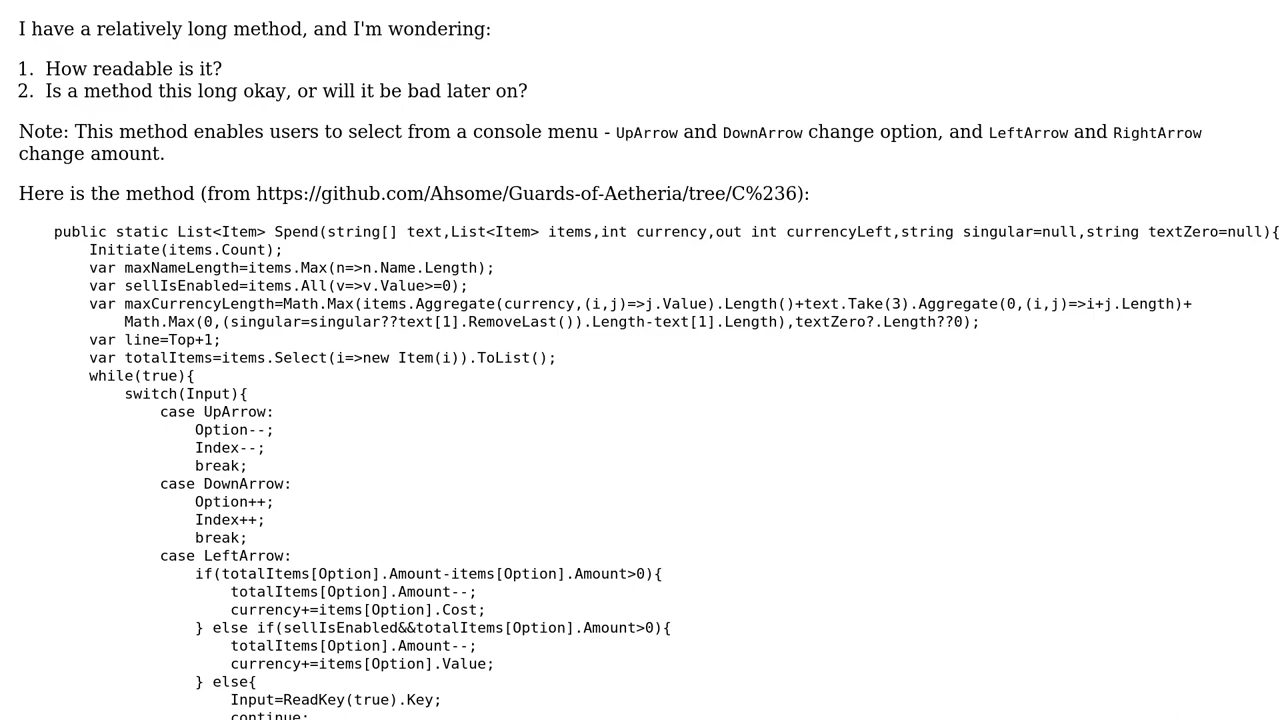 I have a relatively long method, and I'm wondering:
1. How readable is it?
2. Is a method this long okay, or will it be bad later on?
Note: This method enables users to select from a console menu - UpArrow and DownArrow change option, and LeftArrow and RightArrow
change amount.
Here is the method (from https://github.com/Ahsome/Guards-of-Aetheria/tree/C%236):
public static List<Item> Spend(string[] text,List<Item> items,int currency,out int currencyLeft,string singular=null,string textZero=null){
Initiate(items.Count);
var maxNameLength=items.Max(n=>n.Name.Length);
var sellIsEnabled=items.All(v=>v.Value>=0);
var maxCurrencyLength=Math.Max(items.Aggregate(currency,(i,j)=>j.Value).Length()+text.Take(3).Aggregate(0,(i,j)=>i+j.Length)+
Math.Max(0,(singular=singular??text[1].RemoveLast()).Length-text[1].Length),textZero?.Length??0);
var line=Top+1;
var totalItems=items.Select(i=>new Item(i)).ToList();
while(true){
switch(Input){
case UpArrow:
Option--;
Index--;
break;
case DownArrow:
Option++;
Index++;
break;
case LeftArrow:
if(totalItems[Option].Amount-items[Option].Amount>0){
totalItems[Option].Amount--;
currency+=items[Option].Cost;
} else if(sellIsEnabled&&totalItems[Option].Amount>0){
totalItems[Option].Amount--;
currency+=items[Option].Value;
} else{
Input=ReadKey(true).Key;
continue;